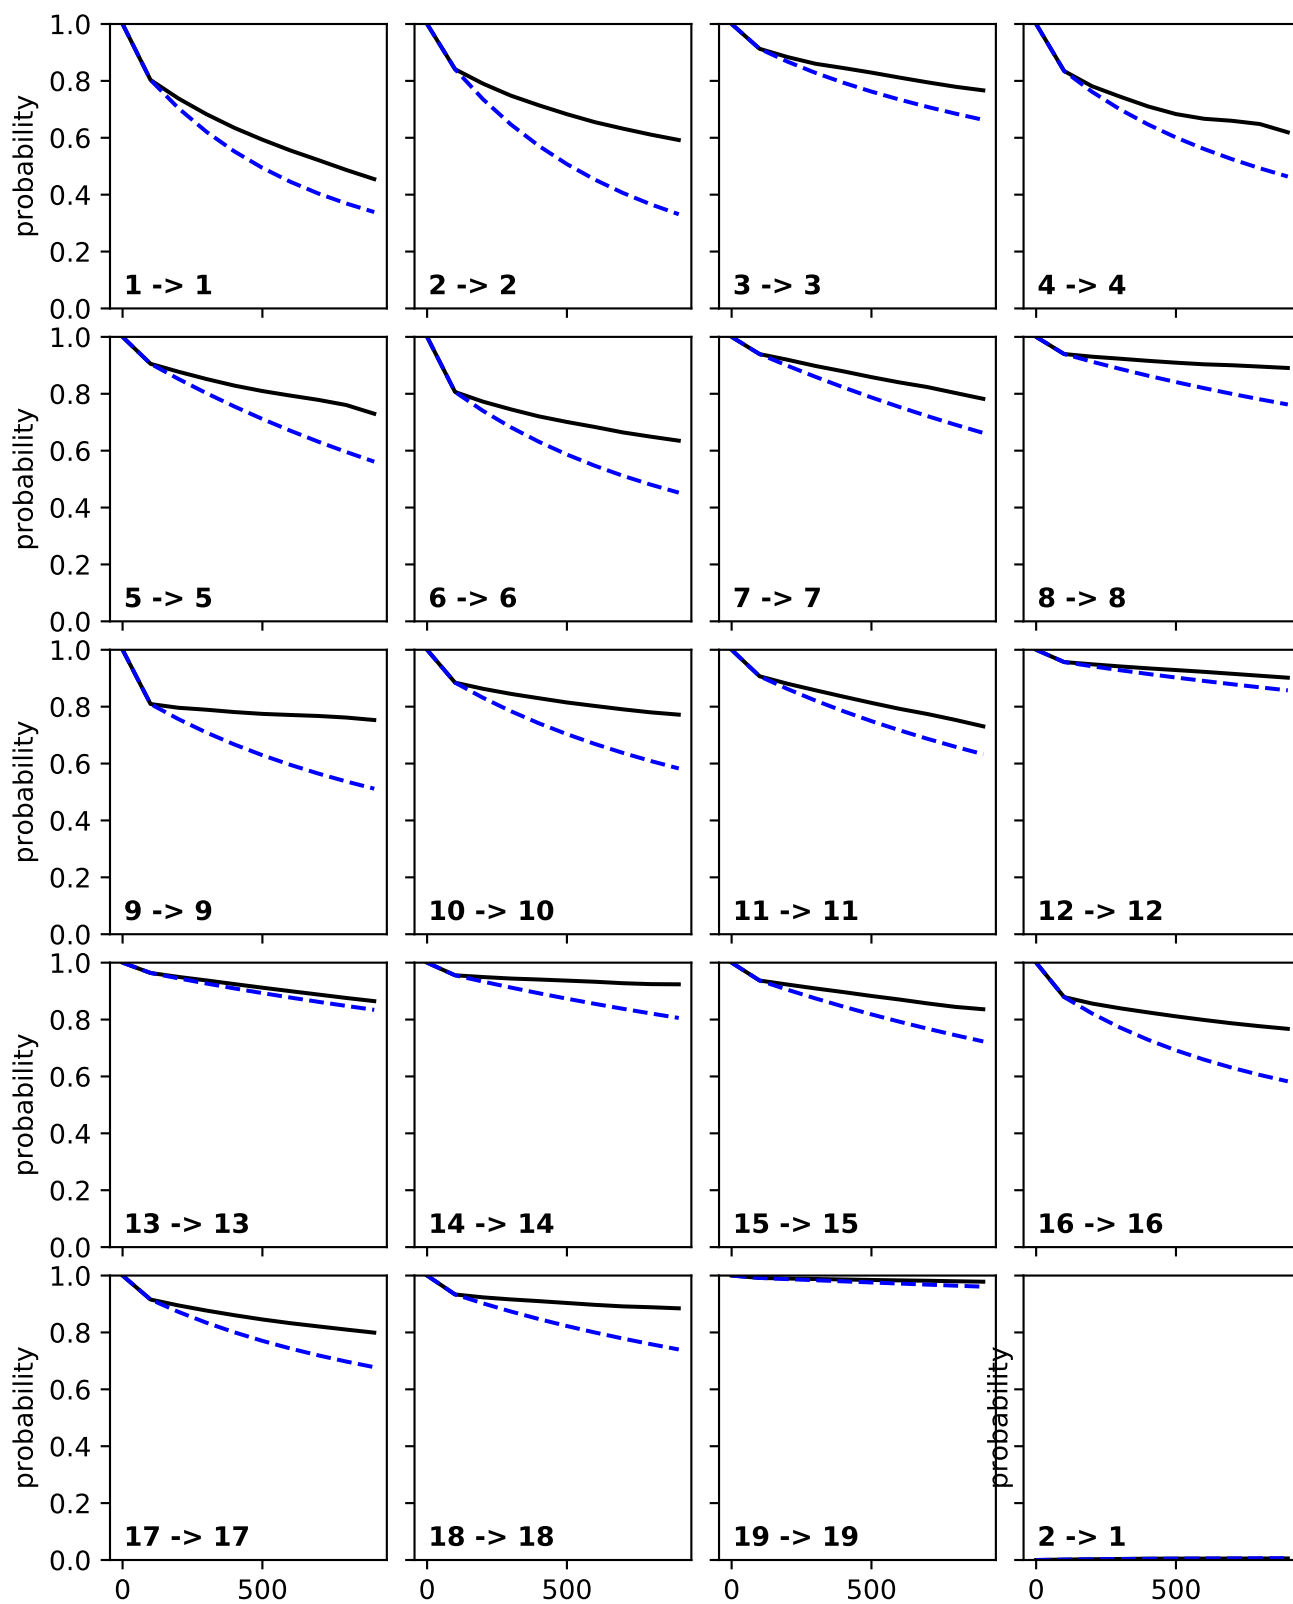 1.0
0.8
0.6
0.4
0.2
0.0
probability
1 -> 1
2 -> 2
3 -> 3
4 -> 4
1.0
0.8
0.6
0.4
0.2
0.0
probability
5 -> 5
6 -> 6
7 -> 7
8 -> 8
1.0
0.8
0.6
0.4
0.2
0.0
probability
9 -> 9
10 -> 10
11 -> 11
12 -> 12
1.0
0.8
0.6
0.4
0.2
0.0
probability
13 -> 13
14 -> 14
15 -> 15
16 -> 16
1.0
0.8
0.6
0.4
0.2
0.0
probability
17 -> 17
18 -> 18
19 -> 19
probability
2 -> 1
0 500
0 500
0 500
0 500